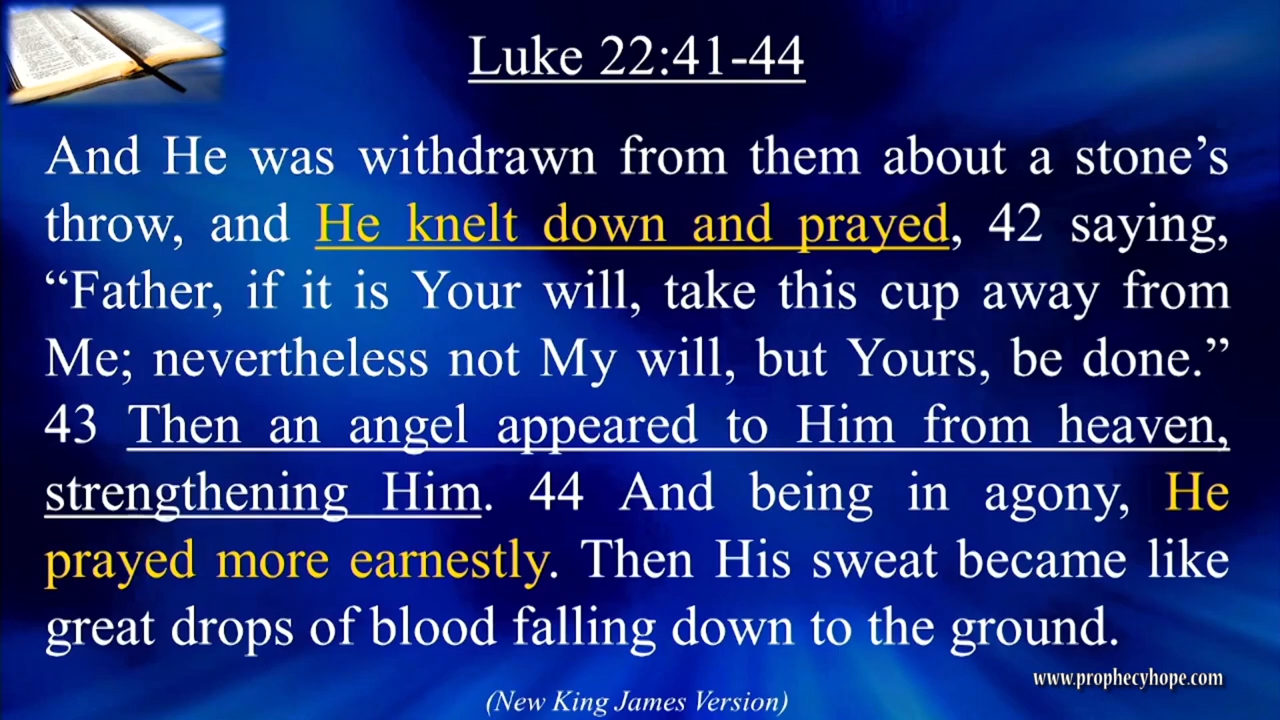 Luke 22:41-44
And He was withdrawn from them about a stone’s
throw, and He knelt down and prayed, 42 saying,
“Father, if it is Your will, take this cup away from
Me; nevertheless not My will, but Yours, be done.”
43 Then an angel appeared to Him from heaven,
strengthening Him. 44 And being in agony, He
prayed more earnestly. Then His sweat became like
great drops of blood falling down to the ground.
www.prophecyhope.com
(New King James Version)